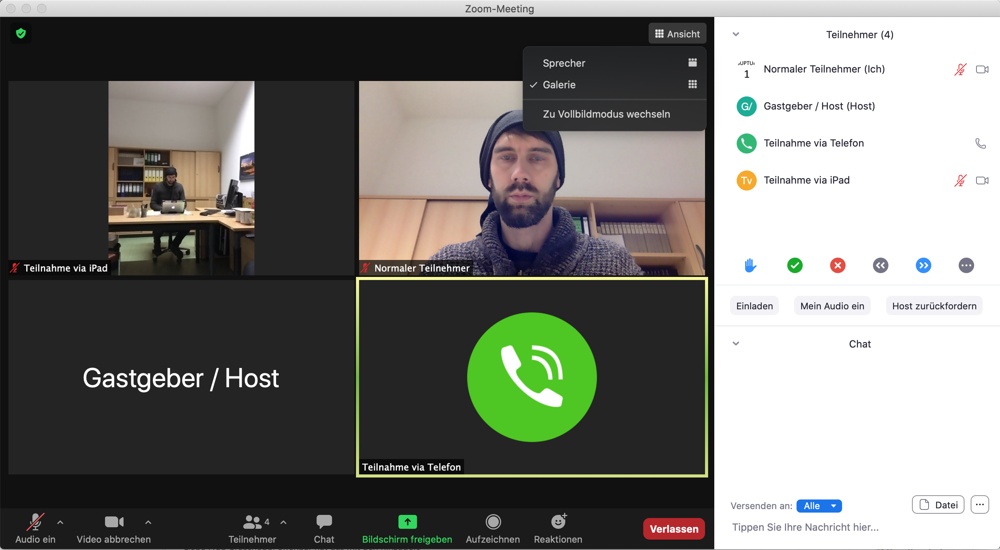 Zoom-Meeting
Ansicht
Sprecher
Galerie
Zu Vollbildmodus wechseln
Teilnahme via iPad
Normaler Teilnehmer
Gastgeber / Host
Teilnahme via Telefon
Audio ein
Video abbrechen
4
Teilnehmer
Chat
Bildschirm freigeben
Aufzeichnen
Reaktionen
Verlassen
Teilnehmer (4)
1
Normaler Teilnehmer (Ich)
G/
Gastgeber / Host (Host)
Teilnahme via Telefon
Tv
Teilnahme via iPad
Einladen
Mein Audio ein
Host zurückfordern
Chat
Versenden an: Alle
Datei
Tippen Sie Ihre Nachricht hier...